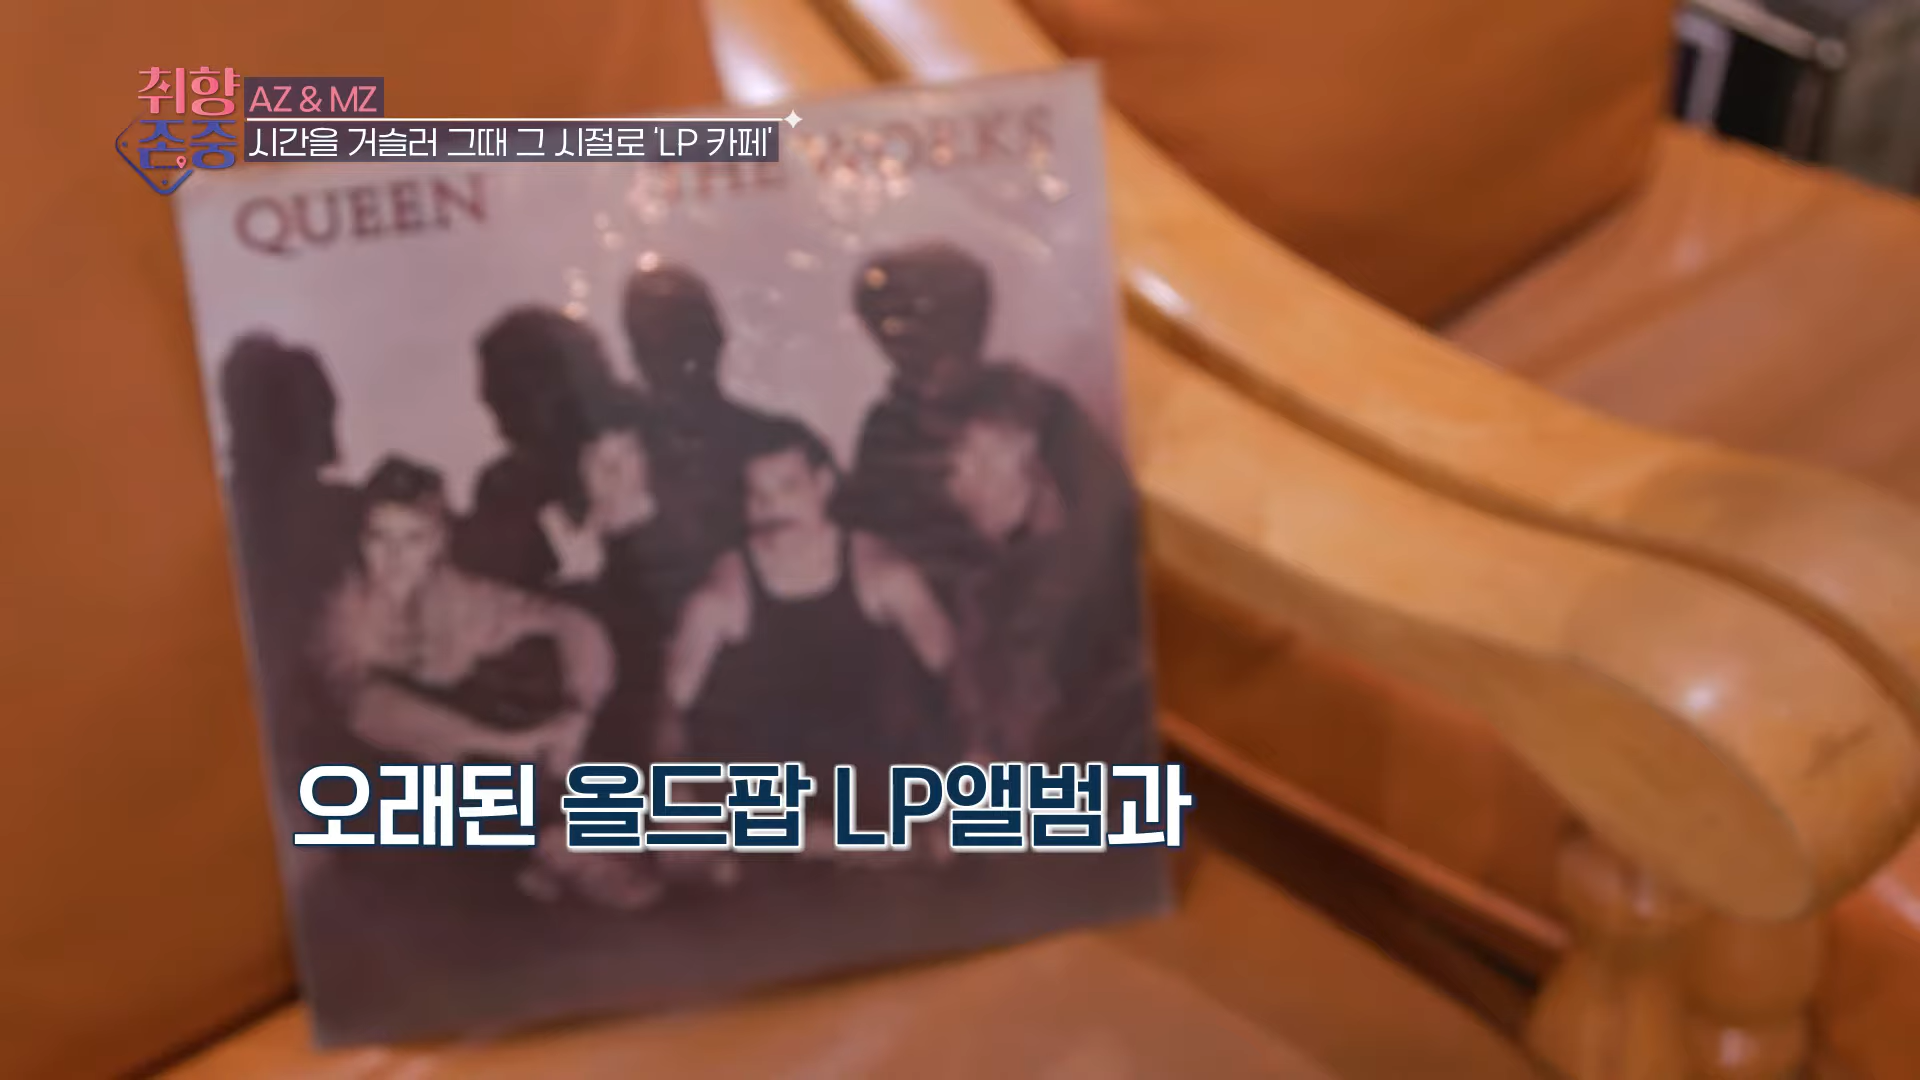 취향
존중
AZ & MZ
시간을 거슬러 그때 그 시절로 'LP 카페'
QUEEN THE WORKS
오래된 올드팝 LP앨범과